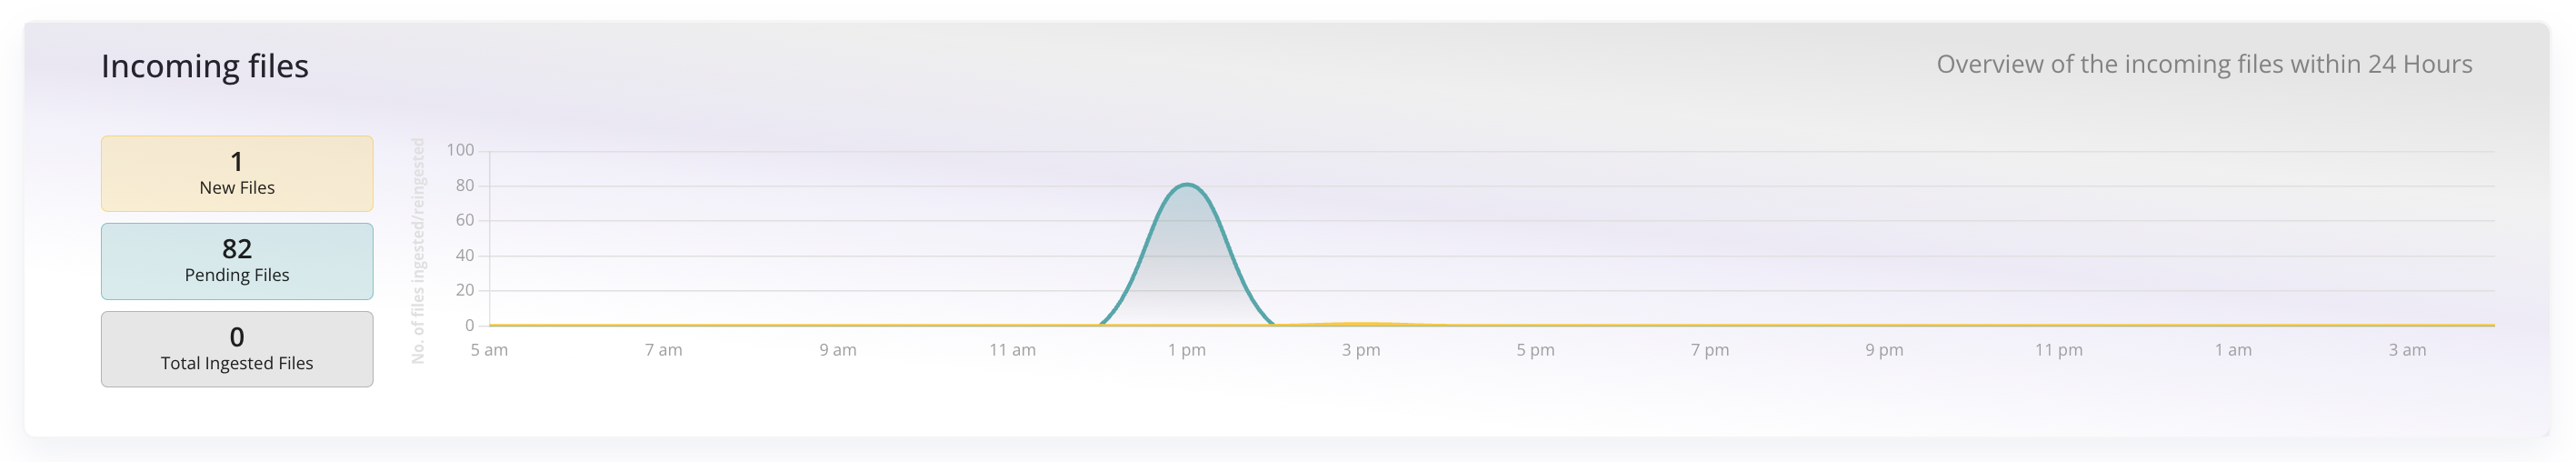 Incoming files
Overview of the incoming files within 24 Hours
1
New Files
82
Pending Files
0
Total Ingested Files
No. of files ingested/reingested
100
80
60
40
20
0
5 am 7 am 9 am 11 am 1 pm 3 pm 5 pm 7 pm 9 pm 11 pm 1 am 3 am